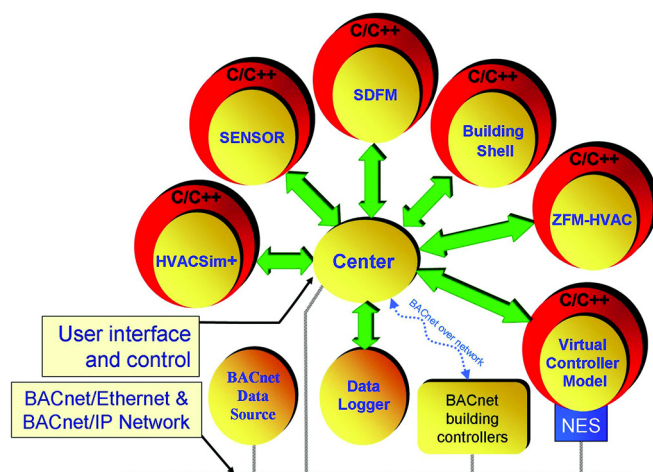 C/C++
SDFM
C/C++
SENSOR
C/C++
Building
Shell
C/C++
ZFM-HVAC
C/C++
HVACSim+
Center
C/C++
Virtual
Controller
Model
NES
BACnet over network
User interface
and control
BACnet/Ethernet &
BACnet/IP Network
BACnet
Data
Source
Data
Logger
BACnet
building
controllers